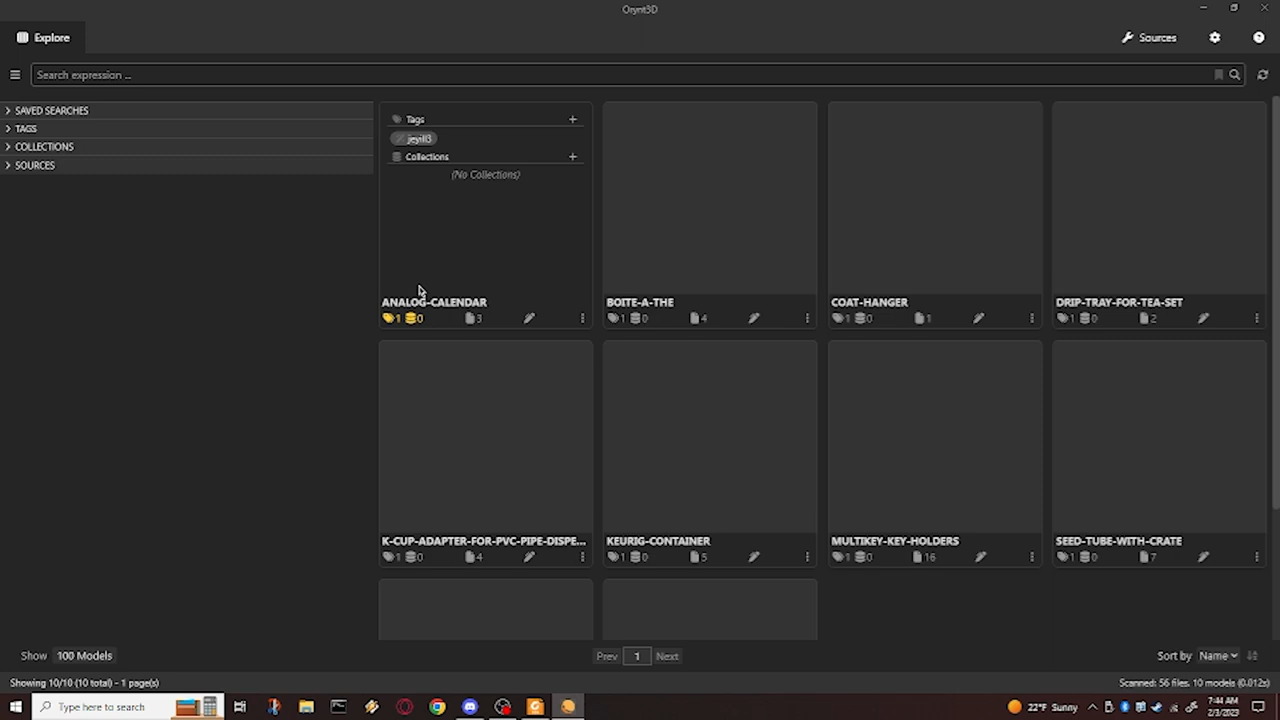 Orynt3D
Explore
Sources
Search expression ...
SAVED SEARCHES
TAGS
COLLECTIONS
SOURCES
Tags +
jeyill3
Collections +
(No Collections)
ANALOG-CALENDAR
1 0 3
BOITE-A-THE
1 0 4
COAT-HANGER
1 0 1
DRIP-TRAY-FOR-TEA-SET
1 0 2
K-CUP-ADAPTER-FOR-PVC-PIPE-DISPE...
1 0 4
KEURIG-CONTAINER
1 0 5
MULTIKEY-KEY-HOLDERS
1 0 16
SEED-TUBE-WITH-CRATE
1 0 7
Show 100 Models
Prev 1 Next
Sort by Name
Showing 10/10 (10 total) - 1 page(s)
Scanned: 56 files. 10 models (0.012s)
Type here to search
22°F Sunny
7:44 AM
2/3/2023